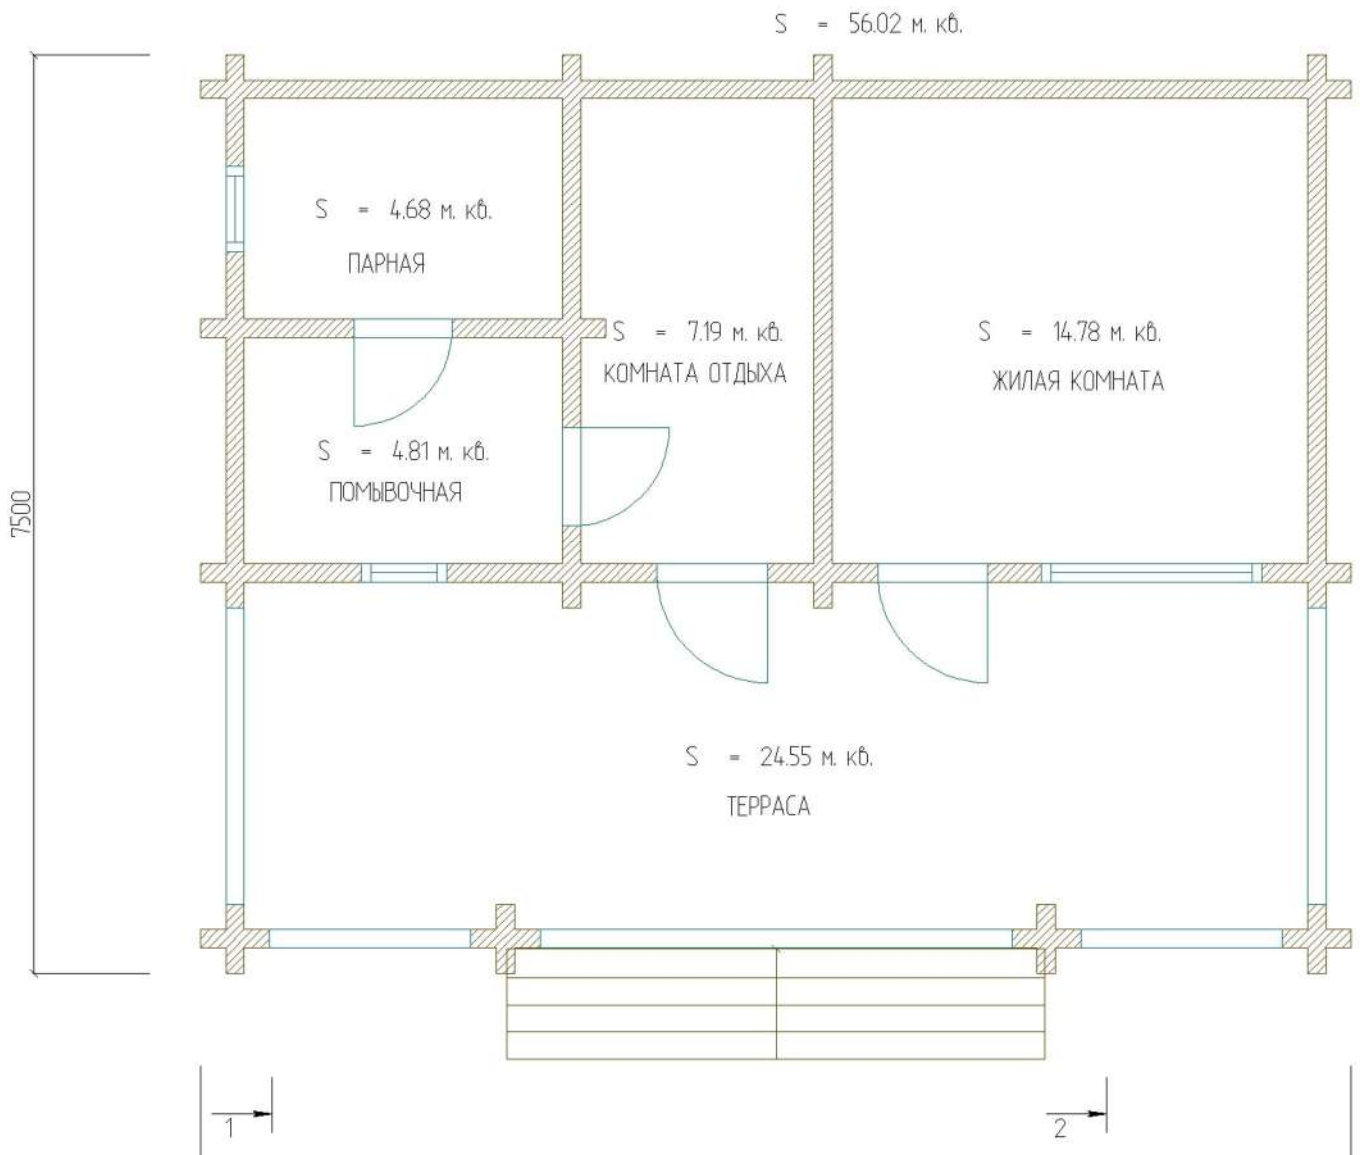 S = 56.02 м. кв.
S = 4.68 м. кв.
ПАРНАЯ
S = 7.19 м. кв.
КОМНАТА ОТДЫХА
S = 14.78 м. кв.
ЖИЛАЯ КОМНАТА
S = 4.81 м. кв.
ПОМЫВОЧНАЯ
7500
S = 24.55 м. кв.
ТЕРРАСА
1
2